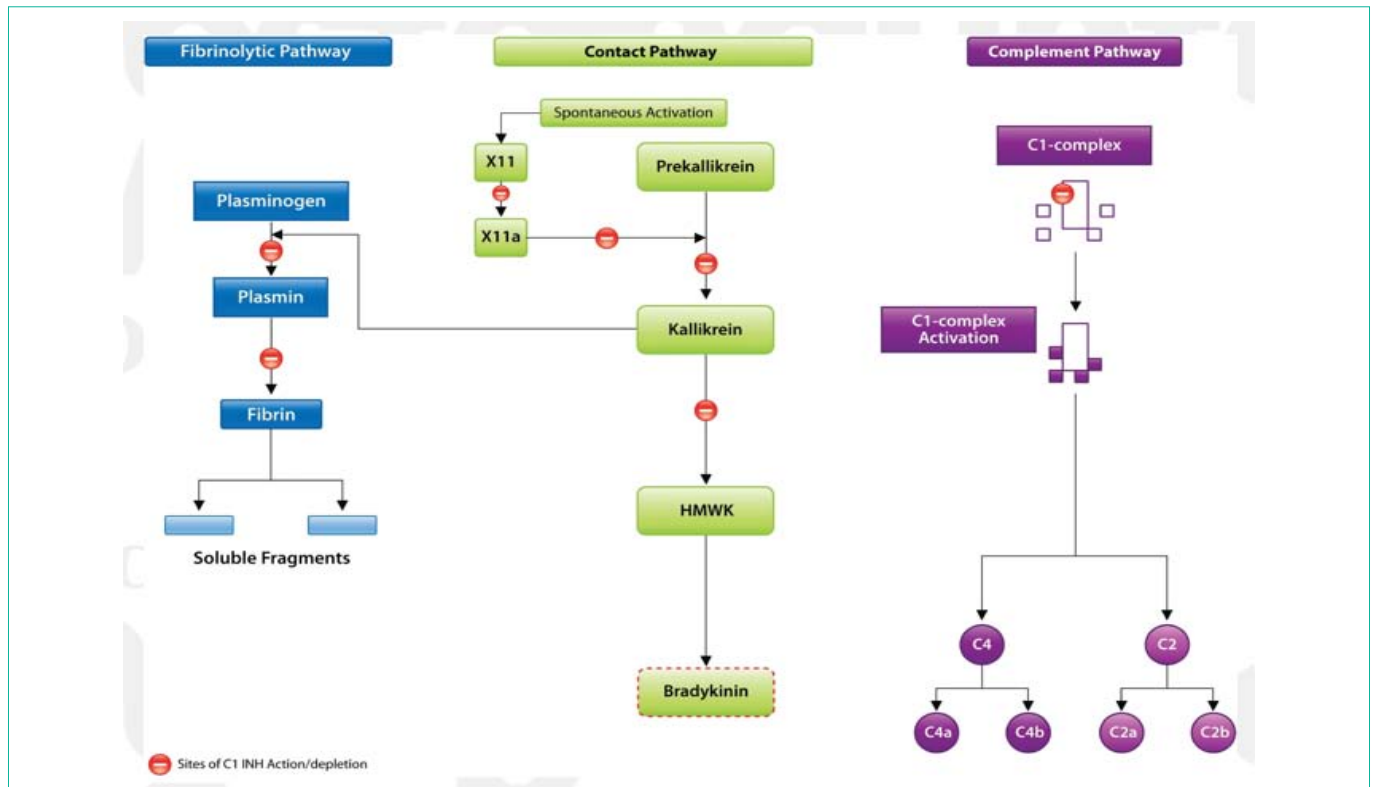 Fibrinolytic Pathway
Contact Pathway
Complement Pathway
Spontaneous Activation
X11
Prekallikrein
C1-complex
Plasminogen
X11a
Plasmin
Kallikrein
C1-complex
Activation
Fibrin
HMWK
Soluble Fragments
C4
C2
Bradykinin
C4a
C4b
C2a
C2b
Sites of C1 INH Action/depletion